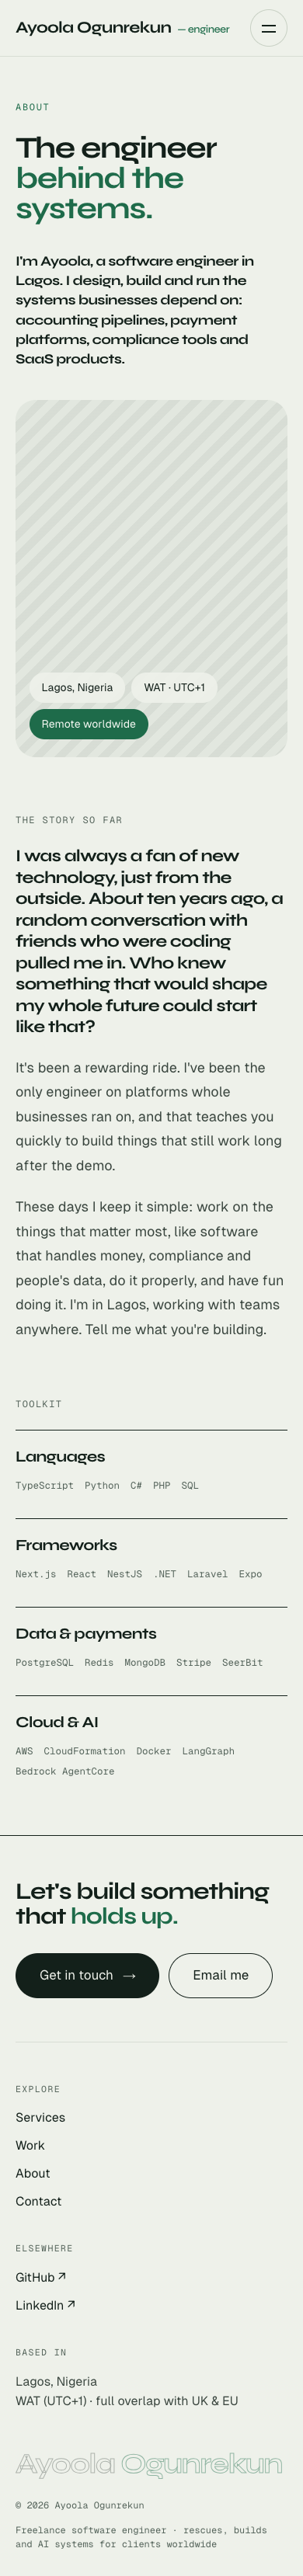 Ayoola Ogunrekun — engineer
ABOUT
The engineer
behind the
systems.
I'm Ayoola, a software engineer in
Lagos. I design, build and run the
systems businesses depend on:
accounting pipelines, payment
platforms, compliance tools and
SaaS products.
Lagos, Nigeria WAT · UTC+1
Remote worldwide
THE STORY SO FAR
I was always a fan of new
technology, just from the
outside. About ten years ago, a
random conversation with
friends who were coding
pulled me in. Who knew
something that would shape
my whole future could start
like that?
It's been a rewarding ride. I've been the
only engineer on platforms whole
businesses ran on, and that teaches you
quickly to build things that still work long
after the demo.
These days I keep it simple: work on the
things that matter most, like software
that handles money, compliance and
people's data, do it properly, and have fun
doing it. I'm in Lagos, working with teams
anywhere. Tell me what you're building.
TOOLKIT
Languages
TypeScript Python C# PHP SQL
Frameworks
Next.js React NestJS .NET Laravel Expo
Data & payments
PostgreSQL Redis MongoDB Stripe SeerBit
Cloud & AI
AWS CloudFormation Docker LangGraph
Bedrock AgentCore
Let's build something
that holds up.
Get in touch → Email me
EXPLORE
Services
Work
About
Contact
ELSEWHERE
GitHub ↗
LinkedIn ↗
BASED IN
Lagos, Nigeria
WAT (UTC+1) · full overlap with UK & EU
Ayoola Ogunrekun
© 2026 Ayoola Ogunrekun
Freelance software engineer · rescues, builds
and AI systems for clients worldwide